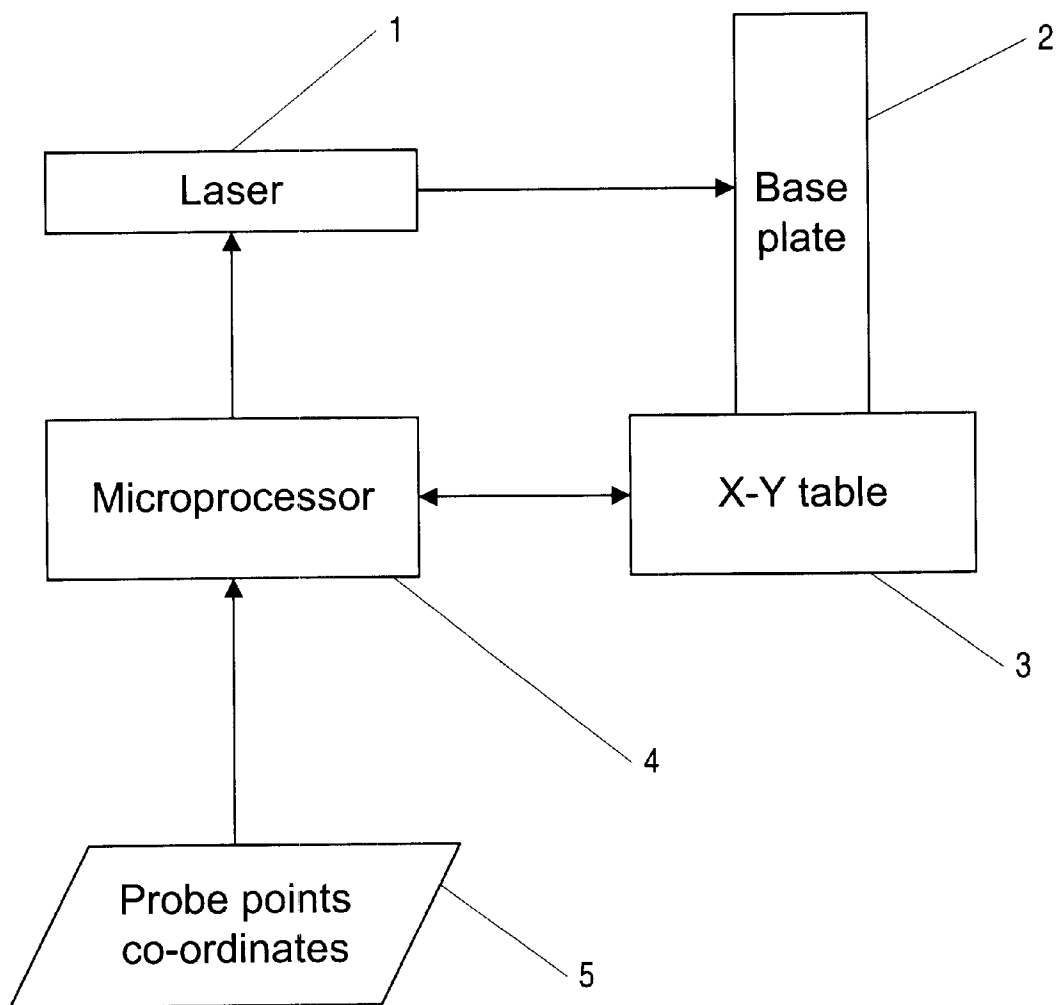 1
2
Laser
Base
plate
Microprocessor
X-Y table
3
4
Probe points
co-ordinates
5